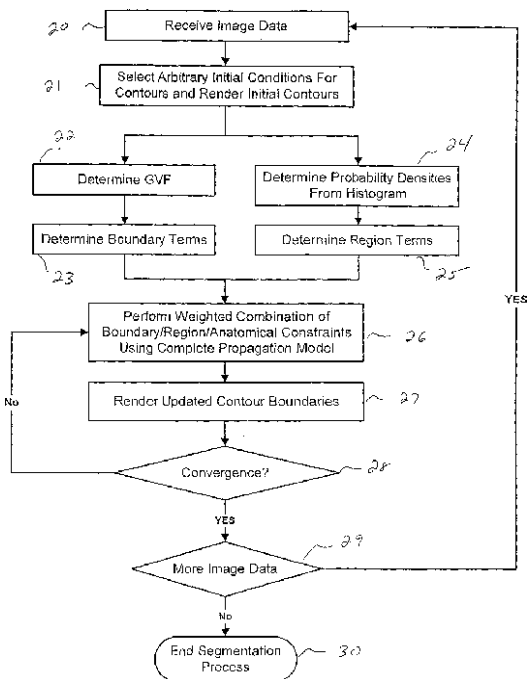 20
Receive Image Data
21
Select Arbitrary Initial Conditions For
Contours and Render Initial Contours
22
24
Determine GVF
Determine Probability Densities
From Histogram
Determine Boundary Terms
Determine Region Terms
23
25
YES
Perform Weighted Combination of
Boundary/Region/Anatomical Constraints
Using Complete Propagation Model
26
No
Render Updated Contour Boundaries
27
Convergence?
28
YES
29
More Image Data
No
End Segmentation
Process
30